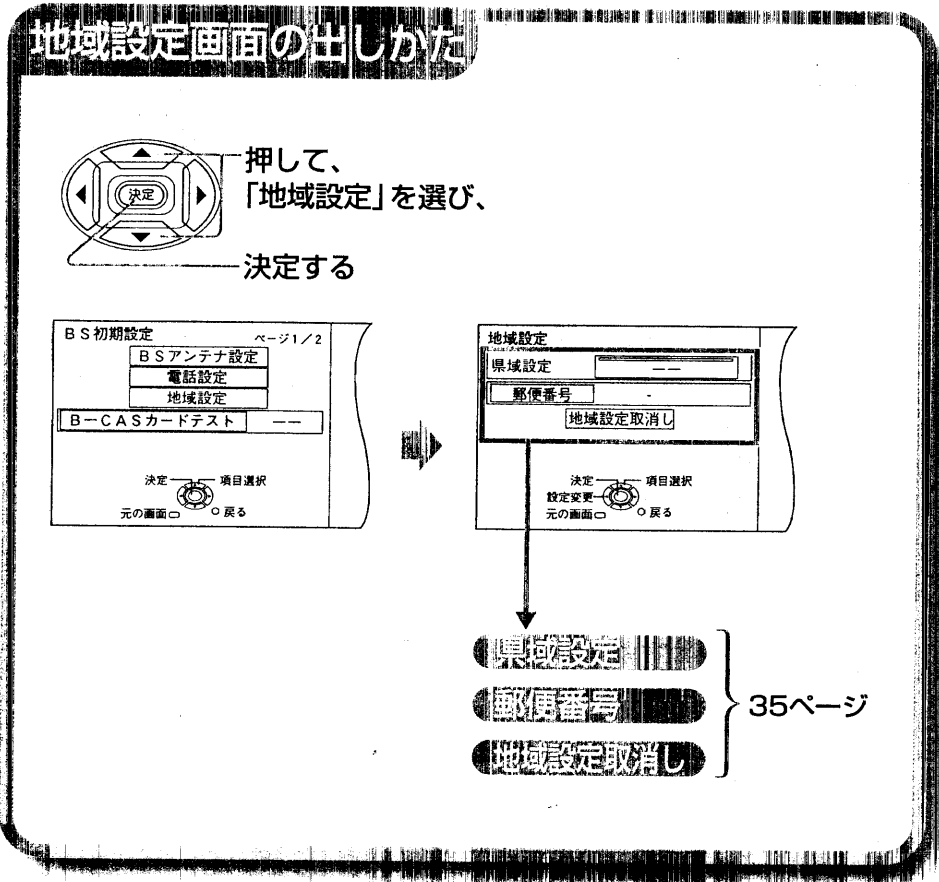 地域設定画面の出しかた
押して、
「地域設定」を選び、
決定
決定する
BS初期設定
ページ1/2
BSアンテナ設定
電話設定
地域設定
B-CASカードテスト --
決定 項目選択
元の画面 戻る
地域設定
県域設定 --
郵便番号 -
地域設定取消し
決定 項目選択
設定変更
元の画面 戻る
県域設定
郵便番号
地域設定取消し
35ページ